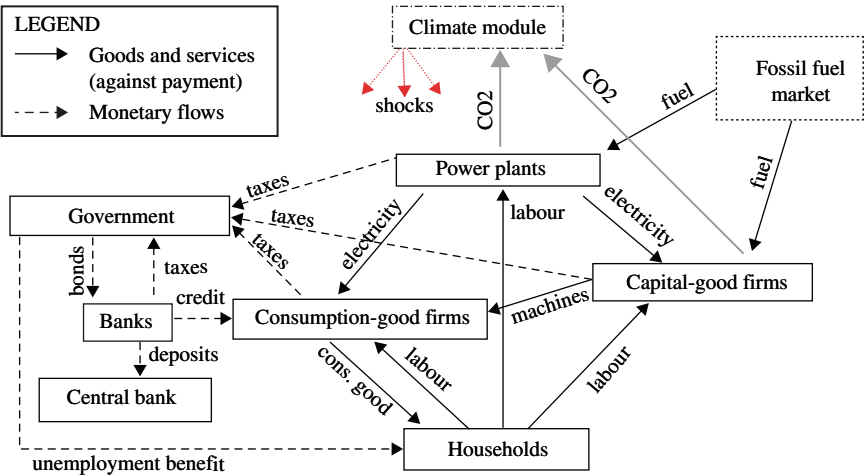 LEGEND
Goods and services
(against payment)
Monetary flows
Climate module
shocks
CO2
CO2
Fossil fuel
market
fuel
fuel
Power plants
taxes
Government
taxes
electricity
labour
electricity
bonds
taxes
taxes
Capital-good firms
credit
machines
Banks
Consumption-good firms
deposits
cons. good
labour
labour
Central bank
Households
unemployment benefit